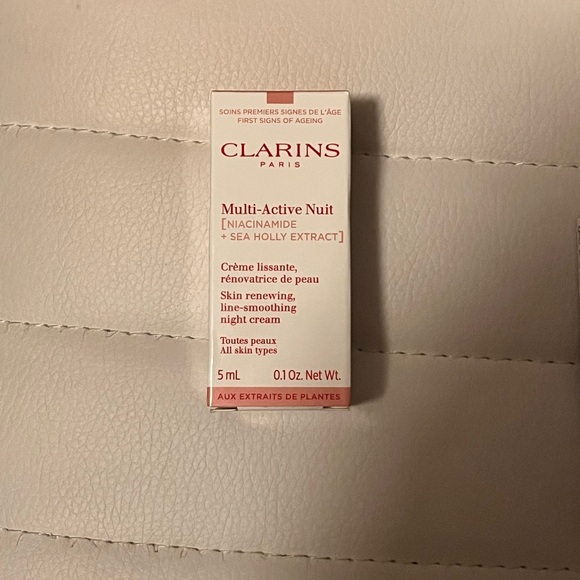 SOINS PREMIERS SIGNES DE L'ÂGE
FIRST SIGNS OF AGEING
CLARINS
PARIS
Multi-Active Nuit
[NIACINAMIDE
+ SEA HOLLY EXTRACT]
Crème lissante,
rénovatrice de peau
Skin renewing,
line-smoothing
night cream
Toutes peaux
All skin types
5 mL 0.1 Oz. Net Wt.
AUX EXTRAITS DE PLANTES